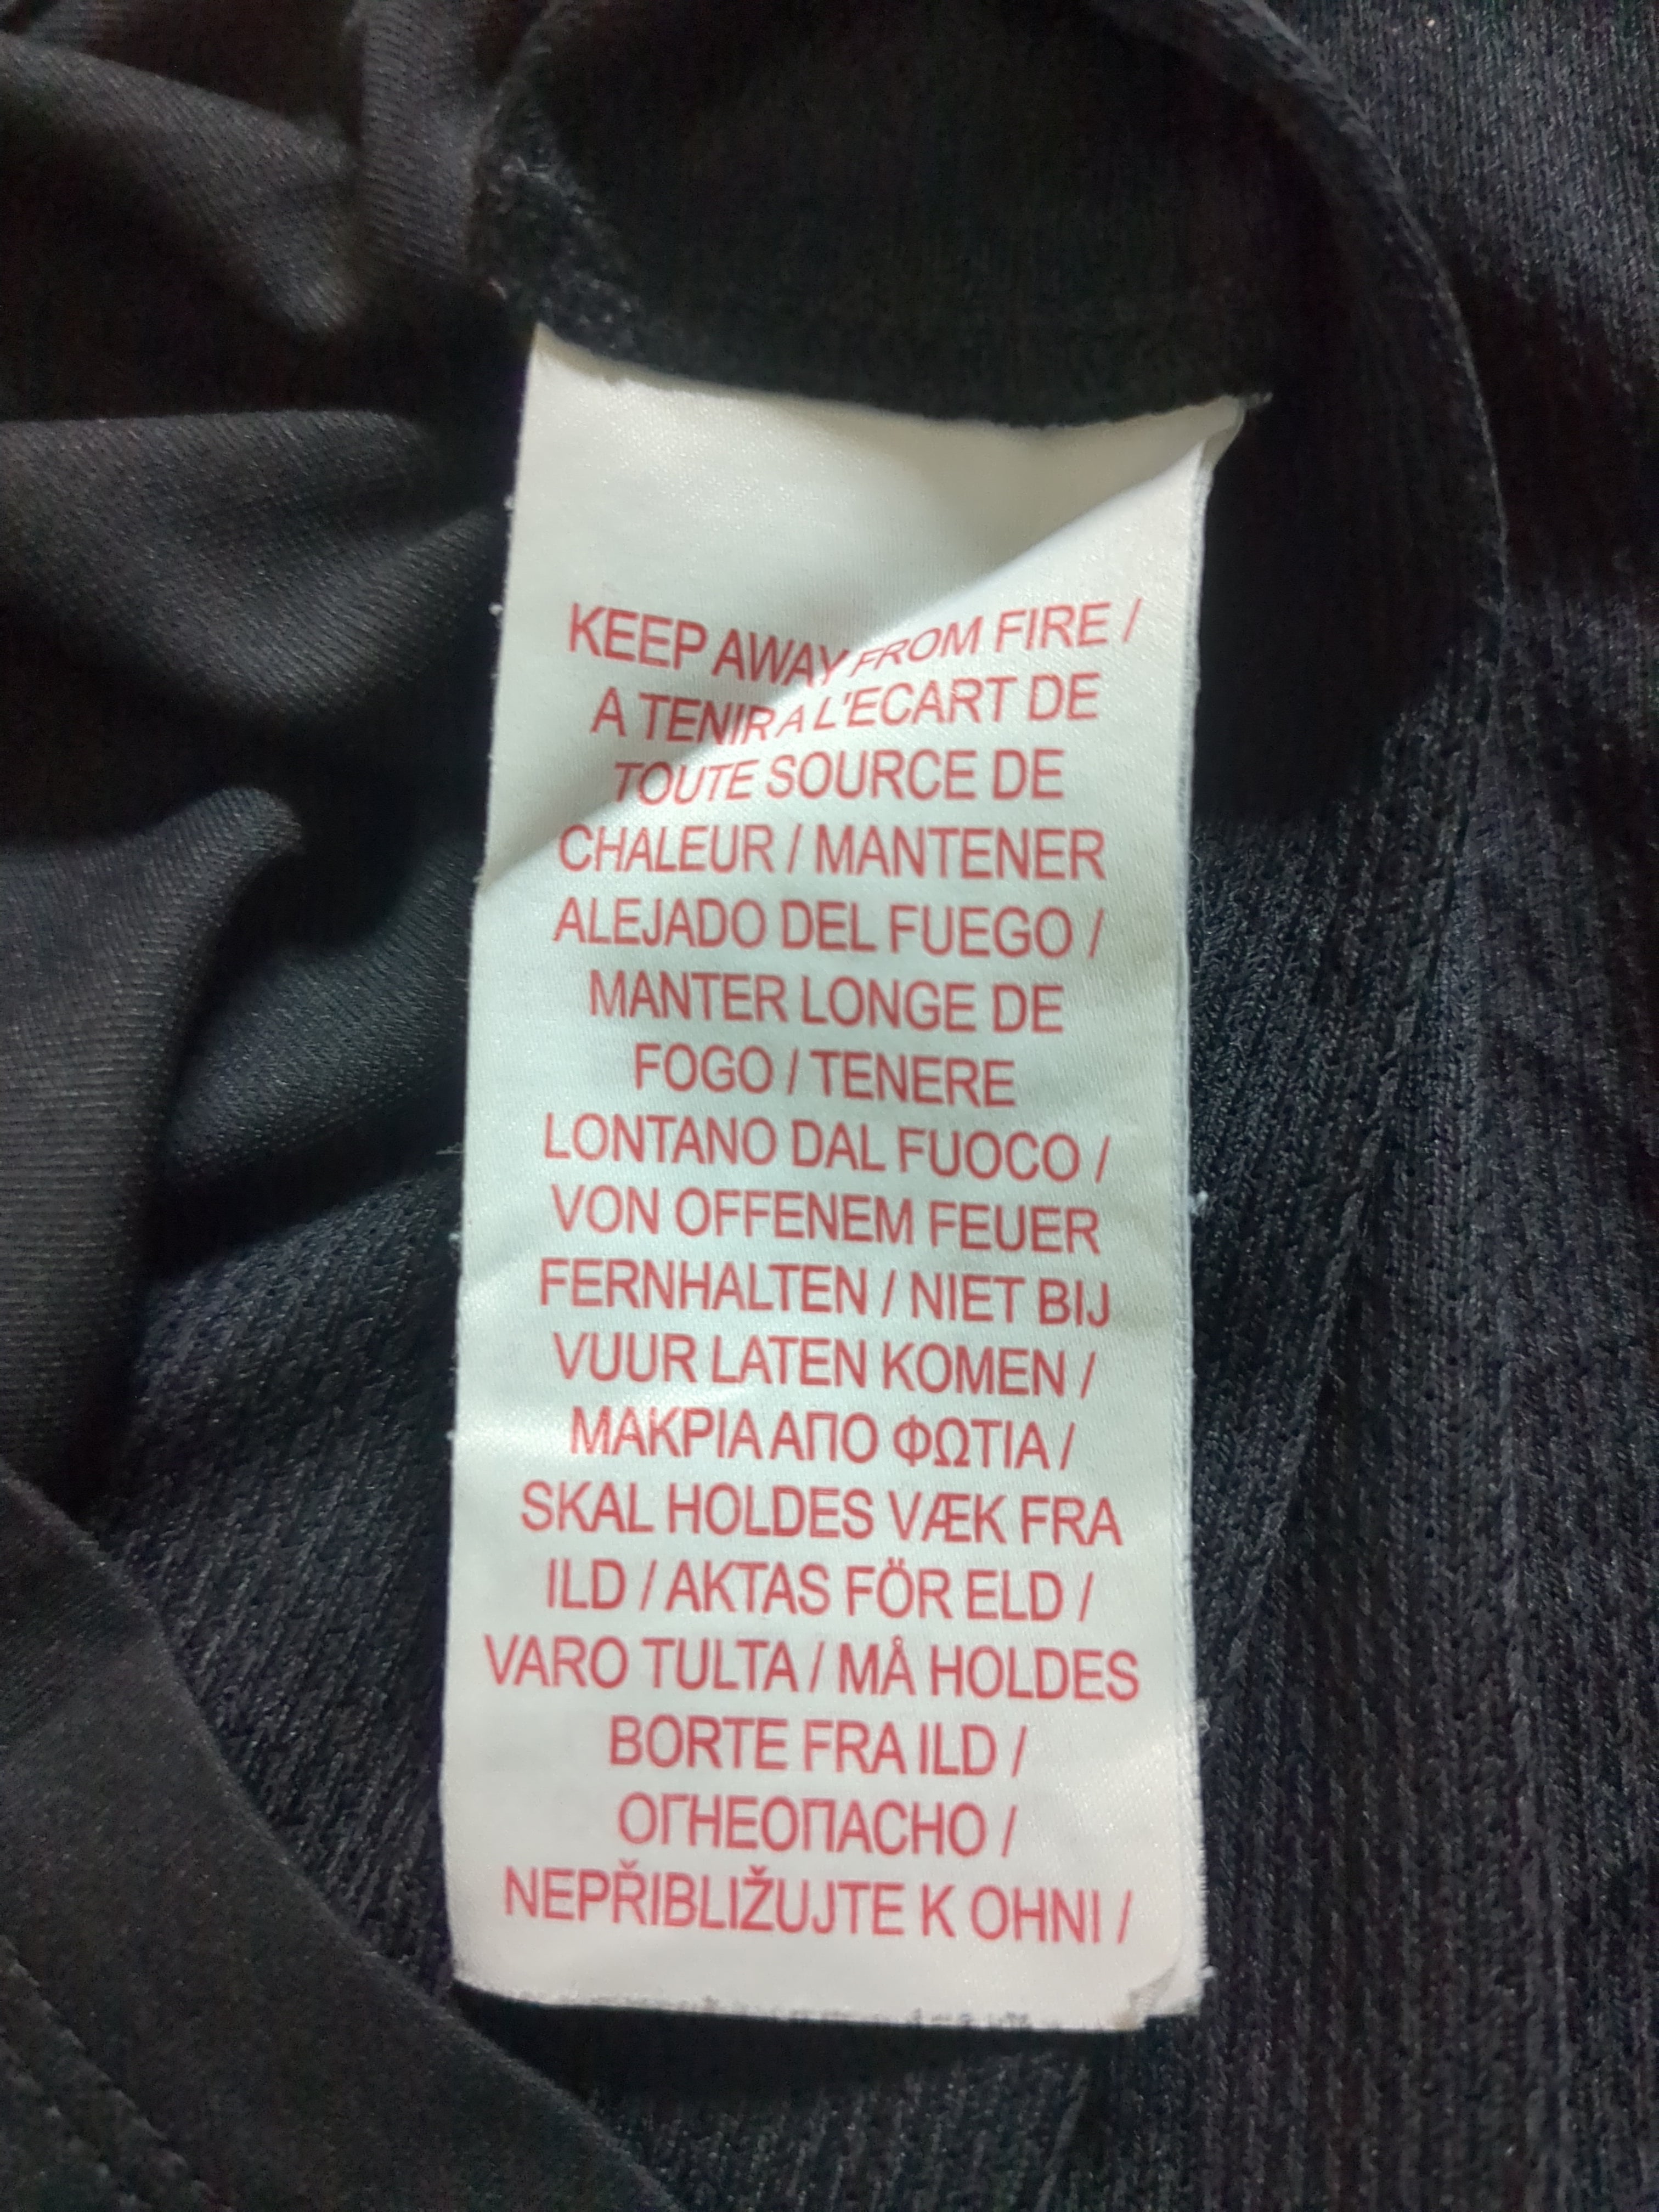 KEEP AWAY FROM FIRE /
A TENIR A L'ECART DE
TOUTE SOURCE DE
CHALEUR / MANTENER
ALEJADO DEL FUEGO /
MANTER LONGE DE
FOGO / TENERE
LONTANO DAL FUOCO /
VON OFFENEM FEUER
FERNHALTEN / NIET BIJ
VUUR LATEN KOMEN /
ΜΑΚΡΙΑ ΑΠΟ ΦΩΤΙΑ /
SKAL HOLDES VÆK FRA
ILD / AKTAS FÖR ELD /
VARO TULTA / MÅ HOLDES
BORTE FRA ILD /
ОГНЕОПАСНО /
NEPŘIBLIŽUJTE K OHNI /